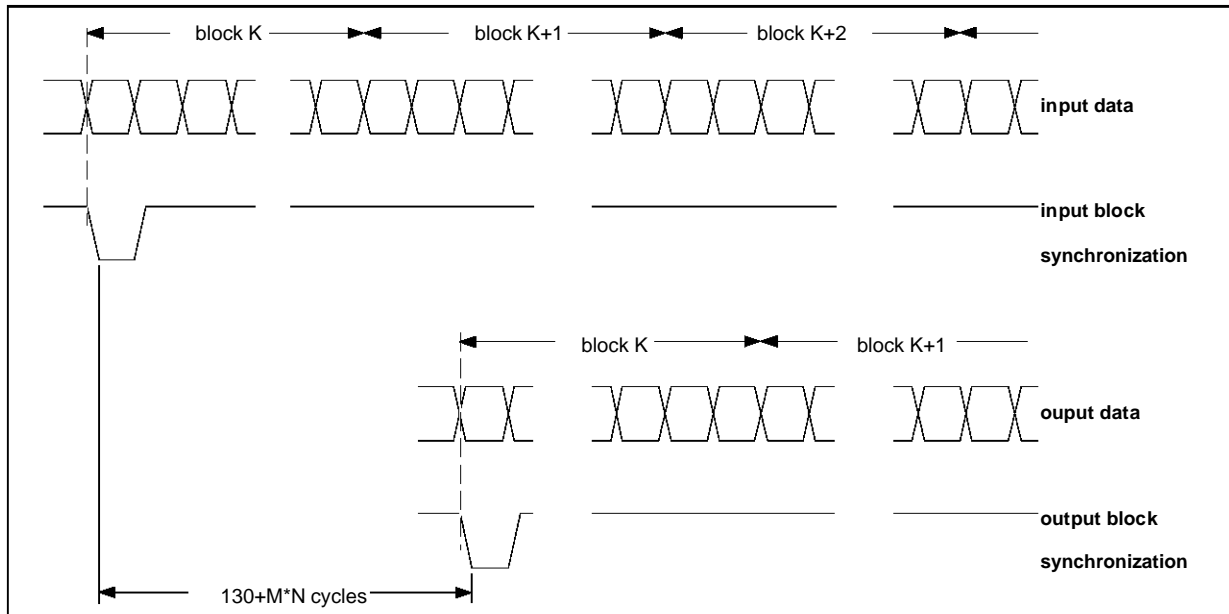 block K
block K+1
block K+2
input data
input block
synchronization
block K
block K+1
ouput data
output block
synchronization
130+M*N cycles